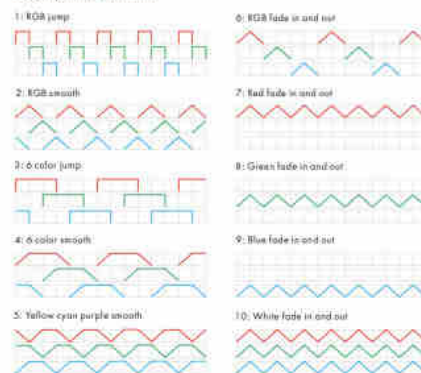 1: RGB jump
2: RGB smooth
3: 6 color jump
4: 6 color smooth
5: Yellow cyan purple smooth
6: RGB fade in and out
7: Red fade in and out
8: Green fade in and out
9: Blue fade in and out
10: White fade in and out